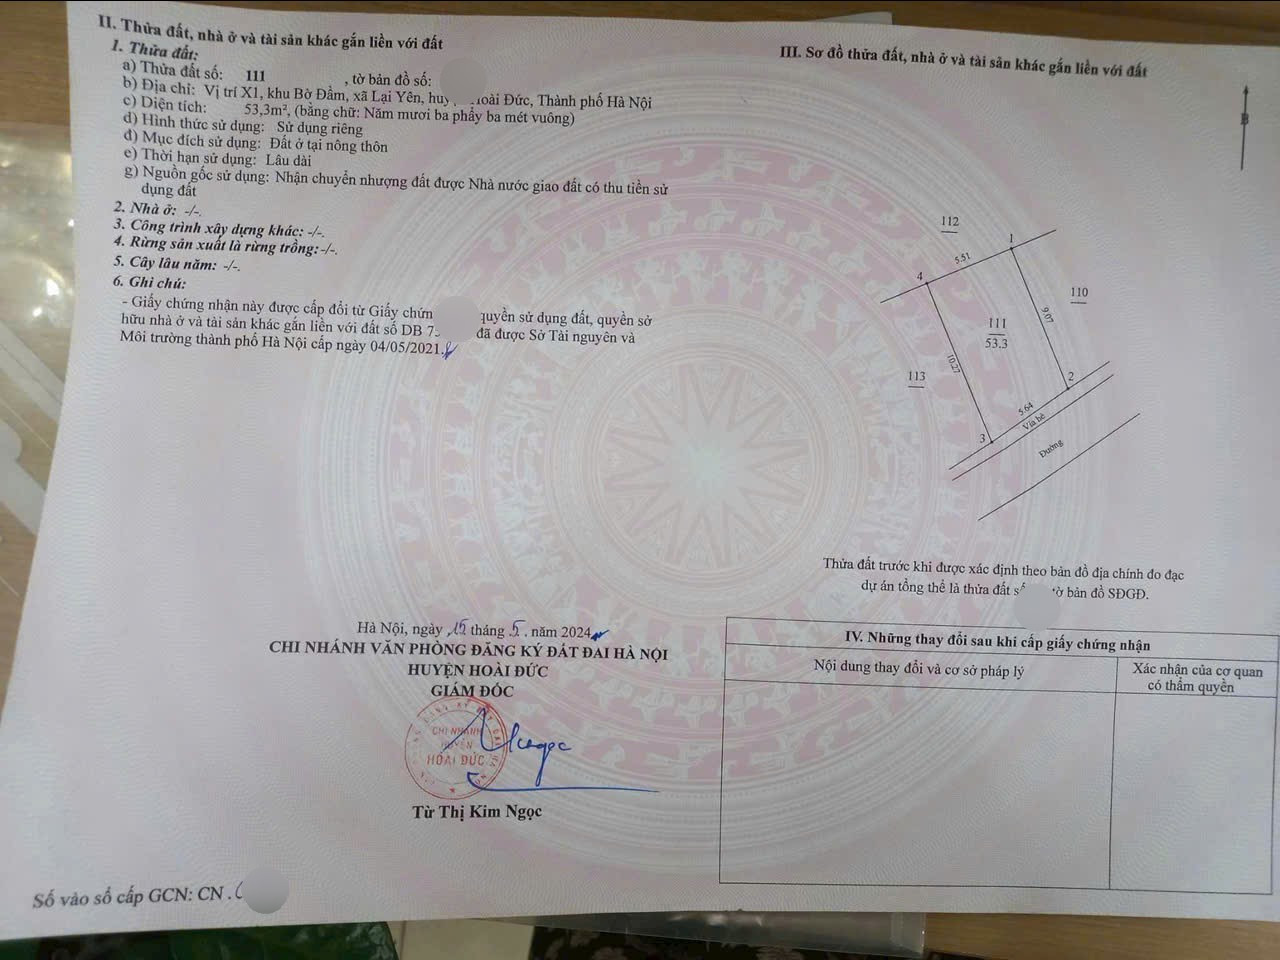 II. Thửa đất, nhà ở và tài sản khác gắn liền với đất
1. Thửa đất:
a) Thửa đất số: 111 , tờ bản đồ số:
b) Địa chỉ: Vị trí X1, khu Bờ Đầm, xã Lại Yên, Đức, Thành phố Hà Nội
c) Diện tích: 53,3m², (bằng chữ: Năm mươi ba phẩy ba mét vuông)
d) Hình thức sử dụng: Sử dụng riêng
đ) Mục đích sử dụng: Đất ở tại nông thôn
e) Thời hạn sử dụng: Lâu dài
g) Nguồn gốc sử dụng: Nhận chuyển nhượng đất được Nhà nước giao đất có thu tiền sử
dụng đất
2. Nhà ở: -/-.
3. Công trình xây dựng khác: -/-.
4. Rừng sản xuất là rừng trồng: -/-.
5. Cây lâu năm: -/-.
6. Ghi chú:
- Giấy chứng nhận này được cấp đổi từ Giấy quyền sử dụng đất, quyền sở
hữu nhà ở và tài sản khác gắn liền với đất số DB 7 đã được Sở Tài nguyên và
Môi trường thành phố Hà Nội cấp ngày 04/05/2021.
Hà Nội, ngày 15 tháng 5 . năm 2024
CHI NHÁNH VĂN PHÒNG ĐĂNG KÝ ĐẤT ĐAI HÀ NỘI
HUYỆN HOÀI ĐỨC
GIÁM ĐỐC
CHI NHÁNH
HUYỆN
HOÀI ĐỨC
Từ Thị Kim Ngọc
Số vào sổ cấp GCN: CN .
III. Sơ đồ thửa đất, nhà ở và tài sản khác gắn liền với đất
B
112
1
5.51
4
110
9.07
111
53.3
10.27
113
2
5.64
Vỉa hè
3
Đường
Thửa đất trước khi được xác định theo bản đồ địa chính đo đạc
dự án tổng thể là thửa đất tờ bản đồ SĐGĐ.
IV. Những thay đổi sau khi cấp giấy chứng nhận
Nội dung thay đổi và cơ sở pháp lý
Xác nhận của cơ quan
có thẩm quyền